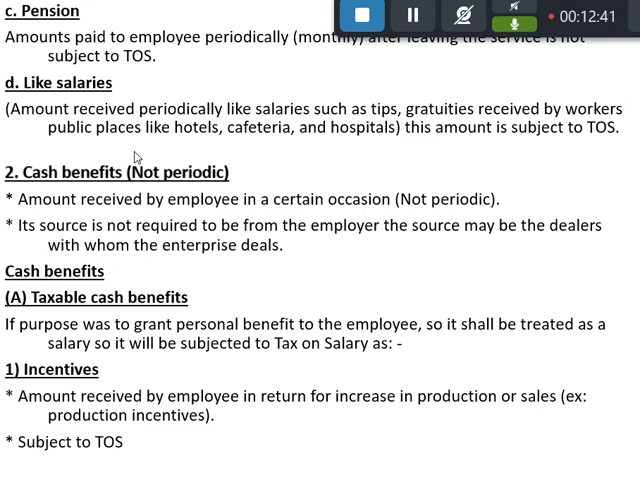 c. Pension
00:12:41
Amounts paid to employee periodically (monthly) after leaving the service is not
subject to TOS.
d. Like salaries
(Amount received periodically like salaries such as tips, gratuities received by workers
public places like hotels, cafeteria, and hospitals) this amount is subject to TOS.
2. Cash benefits (Not periodic)
* Amount received by employee in a certain occasion (Not periodic).
* Its source is not required to be from the employer the source may be the dealers
with whom the enterprise deals.
Cash benefits
(A) Taxable cash benefits
If purpose was to grant personal benefit to the employee, so it shall be treated as a
salary so it will be subjected to Tax on Salary as: -
1) Incentives
* Amount received by employee in return for increase in production or sales (ex:
production incentives).
* Subject to TOS